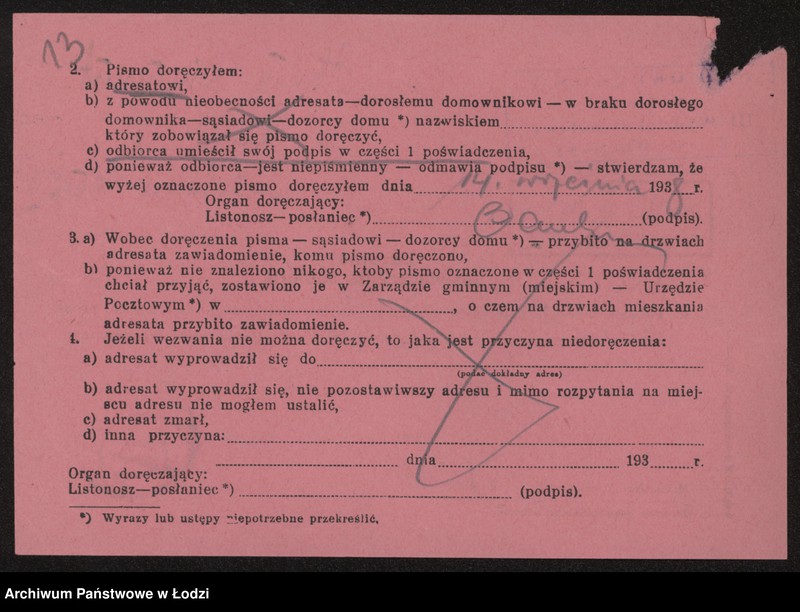 13
2. Pismo doręczyłem:
a) adresatowi,
b) z powodu nieobecności adresata—dorosłemu domownikowi — w braku dorosłego
domownika—sąsiadowi—dozorcy domu *) nazwiskiem
który zobowiązał się pismo doręczyć,
c) odbiorca umieścił swój podpis w części 1 poświadczenia,
d) ponieważ odbiorca—jest niepiśmienny — odmawia podpisu *) — stwierdzam, że
wyżej oznaczone pismo doręczyłem dnia 14. września 1938 r.
Organ doręczający:
Listonosz—posłaniec *) (podpis).
3. a) Wobec doręczenia pisma — sąsiadowi — dozorcy domu *) — przybito na drzwiach
adresata zawiadomienie, komu pismo doręczono,
b) ponieważ nie znaleziono nikogo, ktoby pismo oznaczone w części 1 poświadczenia
chciał przyjąć, zostawiono je w Zarządzie gminnym (miejskim) — Urzędzie
Pocztowym *) w , o czem na drzwiach mieszkania
adresata przybito zawiadomienie.
4. Jeżeli wezwania nie można doręczyć, to jaka jest przyczyna niedoręczenia:
a) adresat wyprowadził się do
(podać dokładny adres)
b) adresat wyprowadził się, nie pozostawiwszy adresu i mimo rozpytania na miej-
scu adresu nie mogłem ustalić,
c) adresat zmarł,
d) inna przyczyna:
dnia 193 r.
Organ doręczający:
Listonosz—posłaniec *) (podpis).
*) Wyrazy lub ustępy niepotrzebne przekreślić.
Archiwum Państwowe w Łodzi